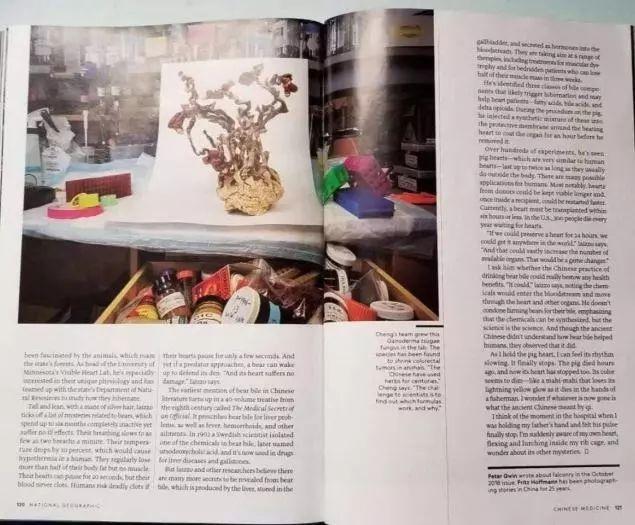 been fascinated by the animals, which roam
the state's forests. As head of the University of
Minnesota's Visible Heart Lab, he's especially
interested in their unique physiology and has
teamed up with the state's Department of Natu-
ral Resources to study how they hibernate.
Tall and lean, with a mane of silver hair, Iaizzo
ticks off a list of mysteries related to bears, which
spend up to six months completely inactive yet
suffer no ill effects. Their breathing slows to as
few as two breaths a minute. Their tempera-
ture drops by 10 percent, which would cause
hypothermia in a human. They regularly lose
more than half of their body fat but no muscle.
Their hearts can pause for 20 seconds, but their
blood never clots. Humans risk deadly clots if
their hearts pause for only a few seconds. And
yet if a predator approaches, a bear can wake
up to defend its den. "And its heart suffers no
damage," Iaizzo says.
The earliest mention of bear bile in Chinese
literature turns up in a 40-volume treatise from
the eighth century called The Medical Secrets of
an Official. It prescribes bear bile for liver prob-
lems, as well as fever, hemorrhoids, and other
ailments. In 1902 a Swedish scientist isolated
one of the chemicals in bear bile, later named
ursodeoxycholic acid, and it's now used in drugs
for liver diseases and gallstones.
But Iaizzo and other researchers believe there
are many more secrets to be revealed from bear
bile, which is produced by the liver, stored in the
120 NATIONAL GEOGRAPHIC
Cheng's team grew this
Ganoderma tsugae
fungus in the lab. The
species has been found
to shrink colorectal
tumors in animals. "The
Chinese have used
herbs for centuries,"
Cheng says. "The chal-
lenge to scientists is to
find out which formulas
work, and why."
gallbladder, and secreted as hormones into the
bloodstream. They are taking aim at a range of
therapies, including treatments for muscular dys-
trophy and for bedridden patients who can lose
half of their muscle mass in three weeks.
He's identified three classes of bile compo-
nents that likely trigger hibernation and may
help heart patients—fatty acids, bile acids, and
delta opioids. During the procedure on the pig,
he injected a synthetic mixture of these into
the protective membrane around the beating
heart to coat the organ for an hour before he
removed it.
Over hundreds of experiments, he's seen
pig hearts—which are very similar to human
hearts—last up to twice as long as they usually
do outside the body. There are many possible
applications for humans. Most notably, hearts
from donors could be kept viable longer and,
once inside a recipient, could be restarted faster.
Currently, a heart must be transplanted within
six hours or less. In the U.S., 300 people die every
year waiting for hearts.
"If we could preserve a heart for 24 hours, we
could get it anywhere in the world," Iaizzo says.
"And that could vastly increase the number of
available organs. That would be a game changer."
I ask him whether the Chinese practice of
drinking bear bile could really bestow any health
benefits. "It could," Iaizzo says, noting the chem-
icals would enter the bloodstream and move
through the heart and other organs. He doesn't
condone farming bears for their bile, emphasizing
that the chemicals can be synthesized, but the
science is the science. And though the ancient
Chinese didn't understand how bear bile helped
humans, they observed that it did.
As I hold the pig heart, I can feel its rhythm
slowing. It finally stops. The pig died hours
ago, and now its heart has stopped too. Its color
seems to dim—like a mahi-mahi that loses its
lightning yellow glow as it dies in the hands of
a fisherman. I wonder if whatever is now gone is
what the ancient Chinese meant by qi.
I think of the moment in the hospital when I
was holding my father's hand and felt his pulse
finally stop. I'm suddenly aware of my own heart,
flexing and lurching inside my rib cage, and
wonder about its other mysteries.
Peter Gwin wrote about falconry in the October
2018 issue. Fritz Hoffmann has been photograph-
ing stories in China for 25 years.
CHINESE MEDICINE 121